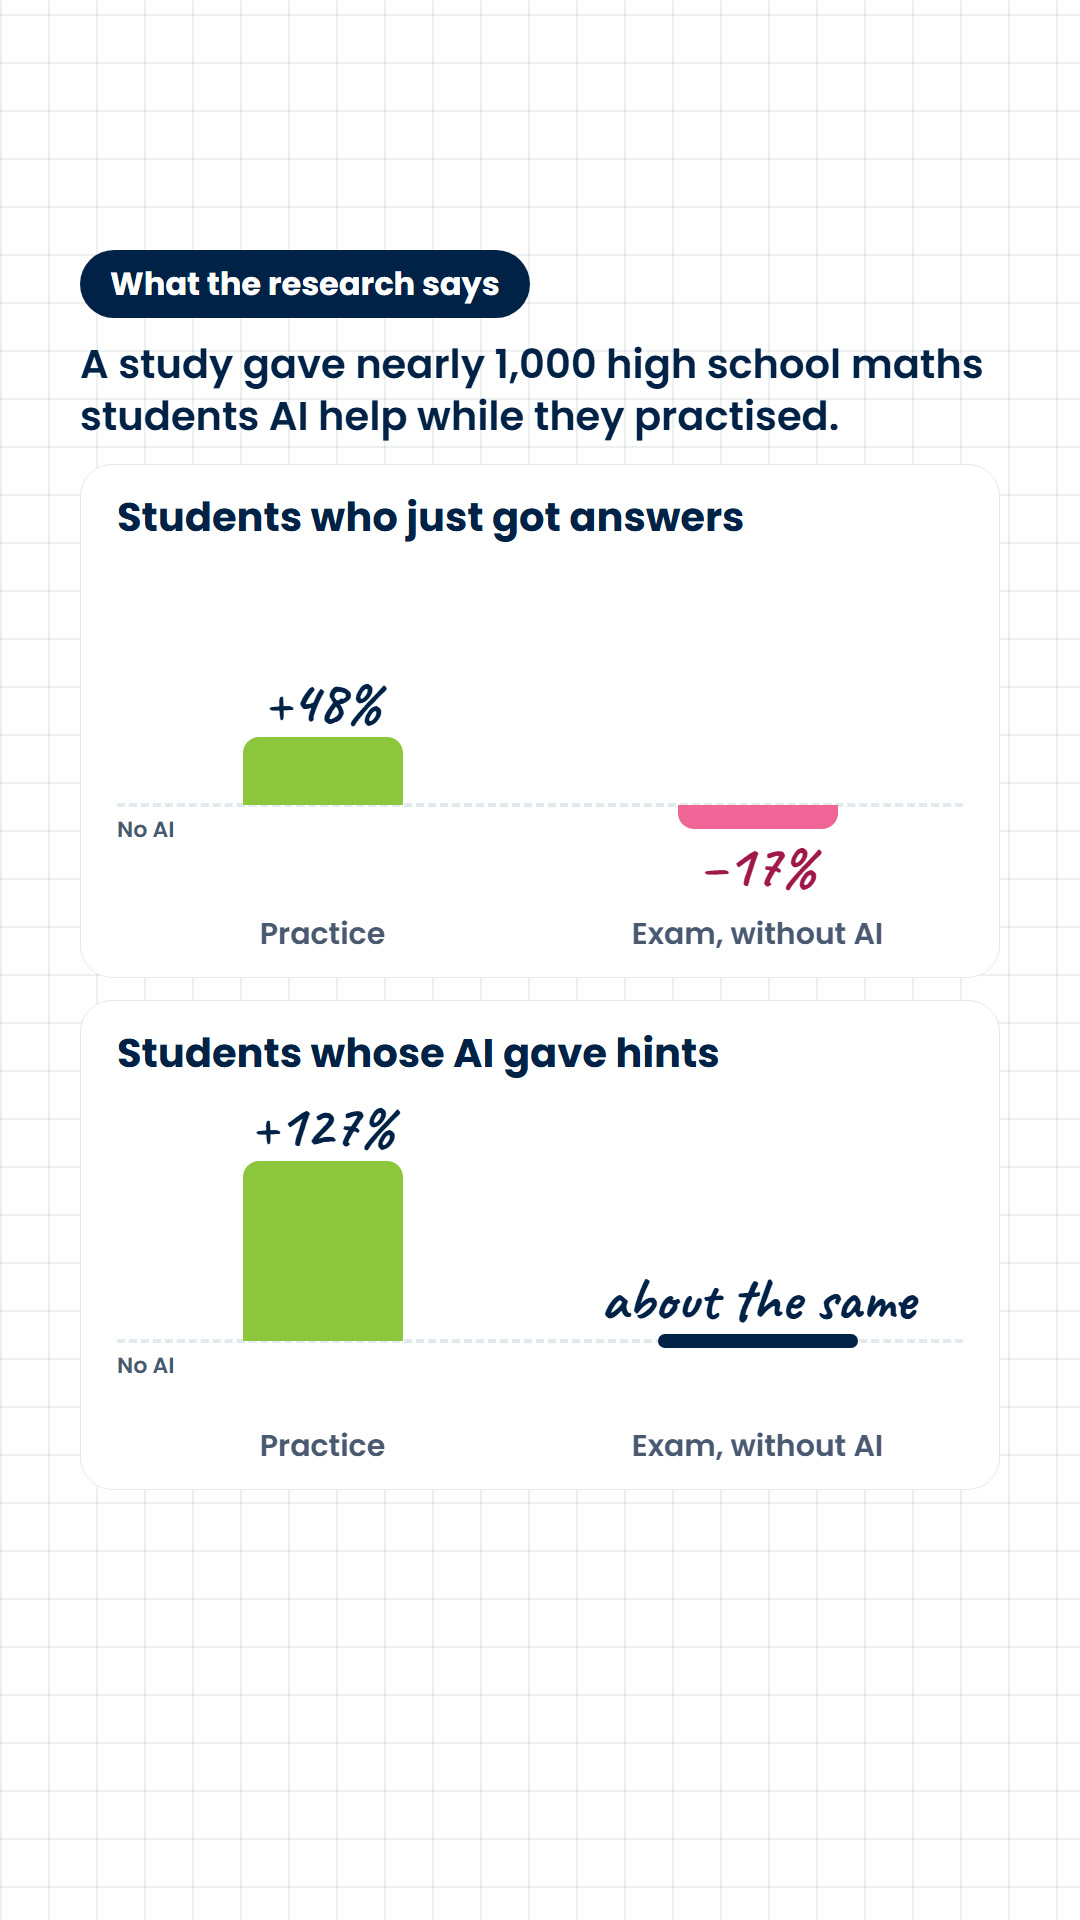 What the research says
A study gave nearly 1,000 high school maths
students AI help while they practised.
Students who just got answers
+48%
No AI
−17%
Practice
Exam, without AI
Students whose AI gave hints
+127%
about the same
No AI
Practice
Exam, without AI